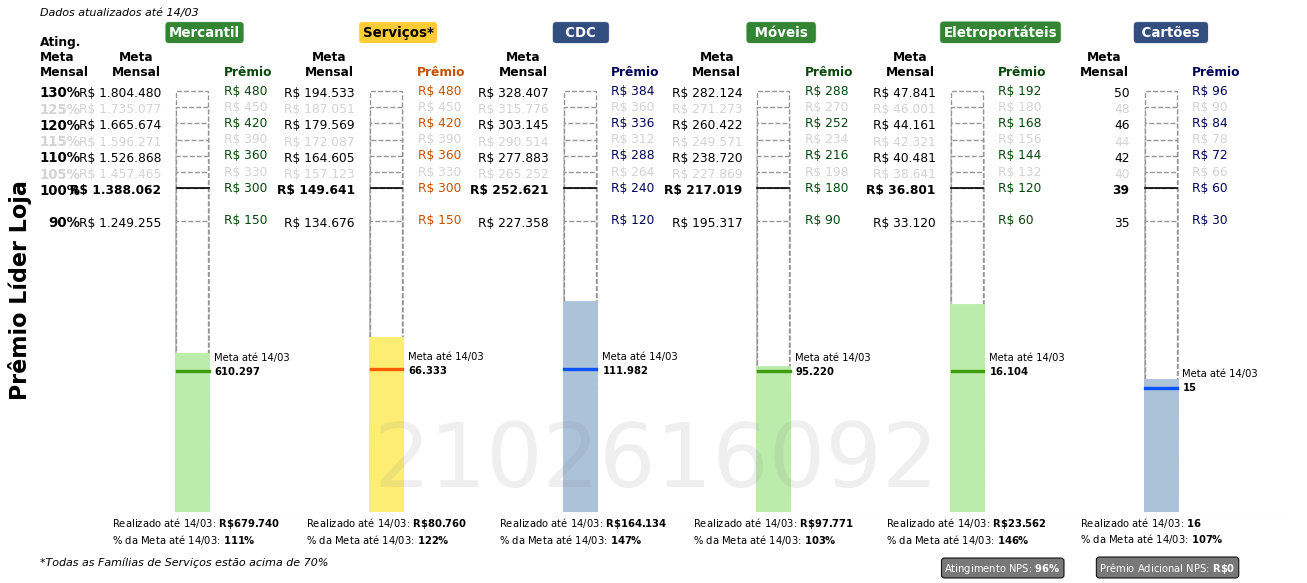 Dados atualizados até 14/03
Mercantil Serviços* CDC Móveis Eletroportáteis Cartões
Ating. Meta Mensal Meta Mensal Prêmio Meta Mensal Prêmio Meta Mensal Prêmio Meta Mensal Prêmio Meta Mensal Prêmio Meta Mensal Prêmio
130% R$ 1.804.480 R$ 480 R$ 194.533 R$ 480 R$ 328.407 R$ 384 R$ 282.124 R$ 288 R$ 47.841 R$ 192 50 R$ 96
125% R$ 1.735.077 R$ 450 R$ 187.051 R$ 450 R$ 315.776 R$ 360 R$ 271.273 R$ 270 R$ 46.001 R$ 180 48 R$ 90
120% R$ 1.665.674 R$ 420 R$ 179.569 R$ 420 R$ 303.145 R$ 336 R$ 260.422 R$ 252 R$ 44.161 R$ 168 46 R$ 84
115% R$ 1.596.271 R$ 390 R$ 172.087 R$ 390 R$ 290.514 R$ 312 R$ 249.571 R$ 234 R$ 42.321 R$ 156 44 R$ 78
110% R$ 1.526.868 R$ 360 R$ 164.605 R$ 360 R$ 277.883 R$ 288 R$ 238.720 R$ 216 R$ 40.481 R$ 144 42 R$ 72
105% R$ 1.457.465 R$ 330 R$ 157.123 R$ 330 R$ 265.252 R$ 264 R$ 227.869 R$ 198 R$ 38.641 R$ 132 40 R$ 66
100% R$ 1.388.062 R$ 300 R$ 149.641 R$ 300 R$ 252.621 R$ 240 R$ 217.019 R$ 180 R$ 36.801 R$ 120 39 R$ 60
90% R$ 1.249.255 R$ 150 R$ 134.676 R$ 150 R$ 227.358 R$ 120 R$ 195.317 R$ 90 R$ 33.120 R$ 60 35 R$ 30
Prêmio Líder Loja
Meta até 14/03 Meta até 14/03 Meta até 14/03 Meta até 14/03 Meta até 14/03 Meta até 14/03
610.297 66.333 111.982 95.220 16.104 15
2102616092
Realizado até 14/03: R$679.740 Realizado até 14/03: R$80.760 Realizado até 14/03: R$164.134 Realizado até 14/03: R$97.771 Realizado até 14/03: R$23.562 Realizado até 14/03: 16
% da Meta até 14/03: 111% % da Meta até 14/03: 122% % da Meta até 14/03: 147% % da Meta até 14/03: 103% % da Meta até 14/03: 146% % da Meta até 14/03: 107%
*Todas as Famílias de Serviços estão acima de 70%
Atingimento NPS: 96% Prêmio Adicional NPS: R$0